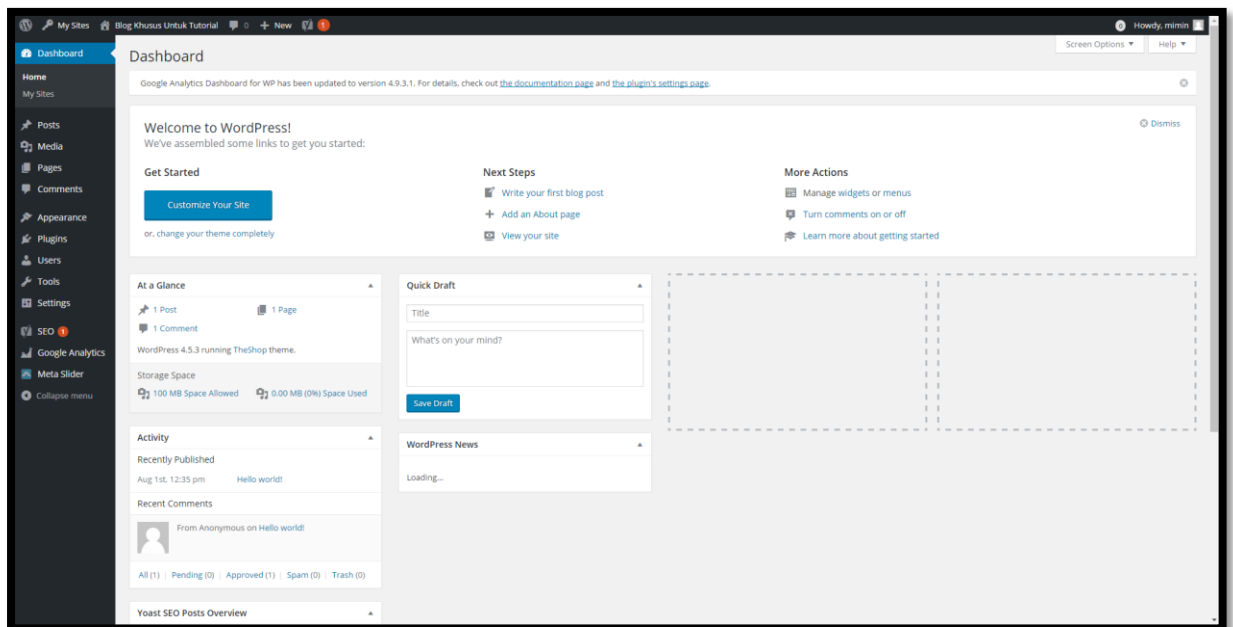 My Sites Blog Khusus Untuk Tutorial 0 + New 1 0 Howdy, mimin
Screen Options ▼ Help ▼
Dashboard
Home
My Sites
Posts
Media
Pages
Comments
Appearance
Plugins
Users
Tools
Settings
SEO 1
Google Analytics
Meta Slider
Collapse menu
Dashboard
Google Analytics Dashboard for WP has been updated to version 4.9.3.1. For details, check out the documentation page and the plugin's settings page.
Welcome to WordPress!
We've assembled some links to get you started:
Dismiss
Get Started
Customize Your Site
or, change your theme completely
Next Steps
Write your first blog post
Add an About page
View your site
More Actions
Manage widgets or menus
Turn comments on or off
Learn more about getting started
At a Glance
1 Post 1 Page
1 Comment
WordPress 4.5.3 running TheShop theme.
Storage Space
100 MB Space Allowed 0.00 MB (0%) Space Used
Activity
Recently Published
Aug 1st, 12:35 pm Hello world!
Recent Comments
From Anonymous on Hello world!
All (1) | Pending (0) | Approved (1) | Spam (0) | Trash (0)
Yoast SEO Posts Overview
Quick Draft
Title
What's on your mind?
Save Draft
WordPress News
Loading...